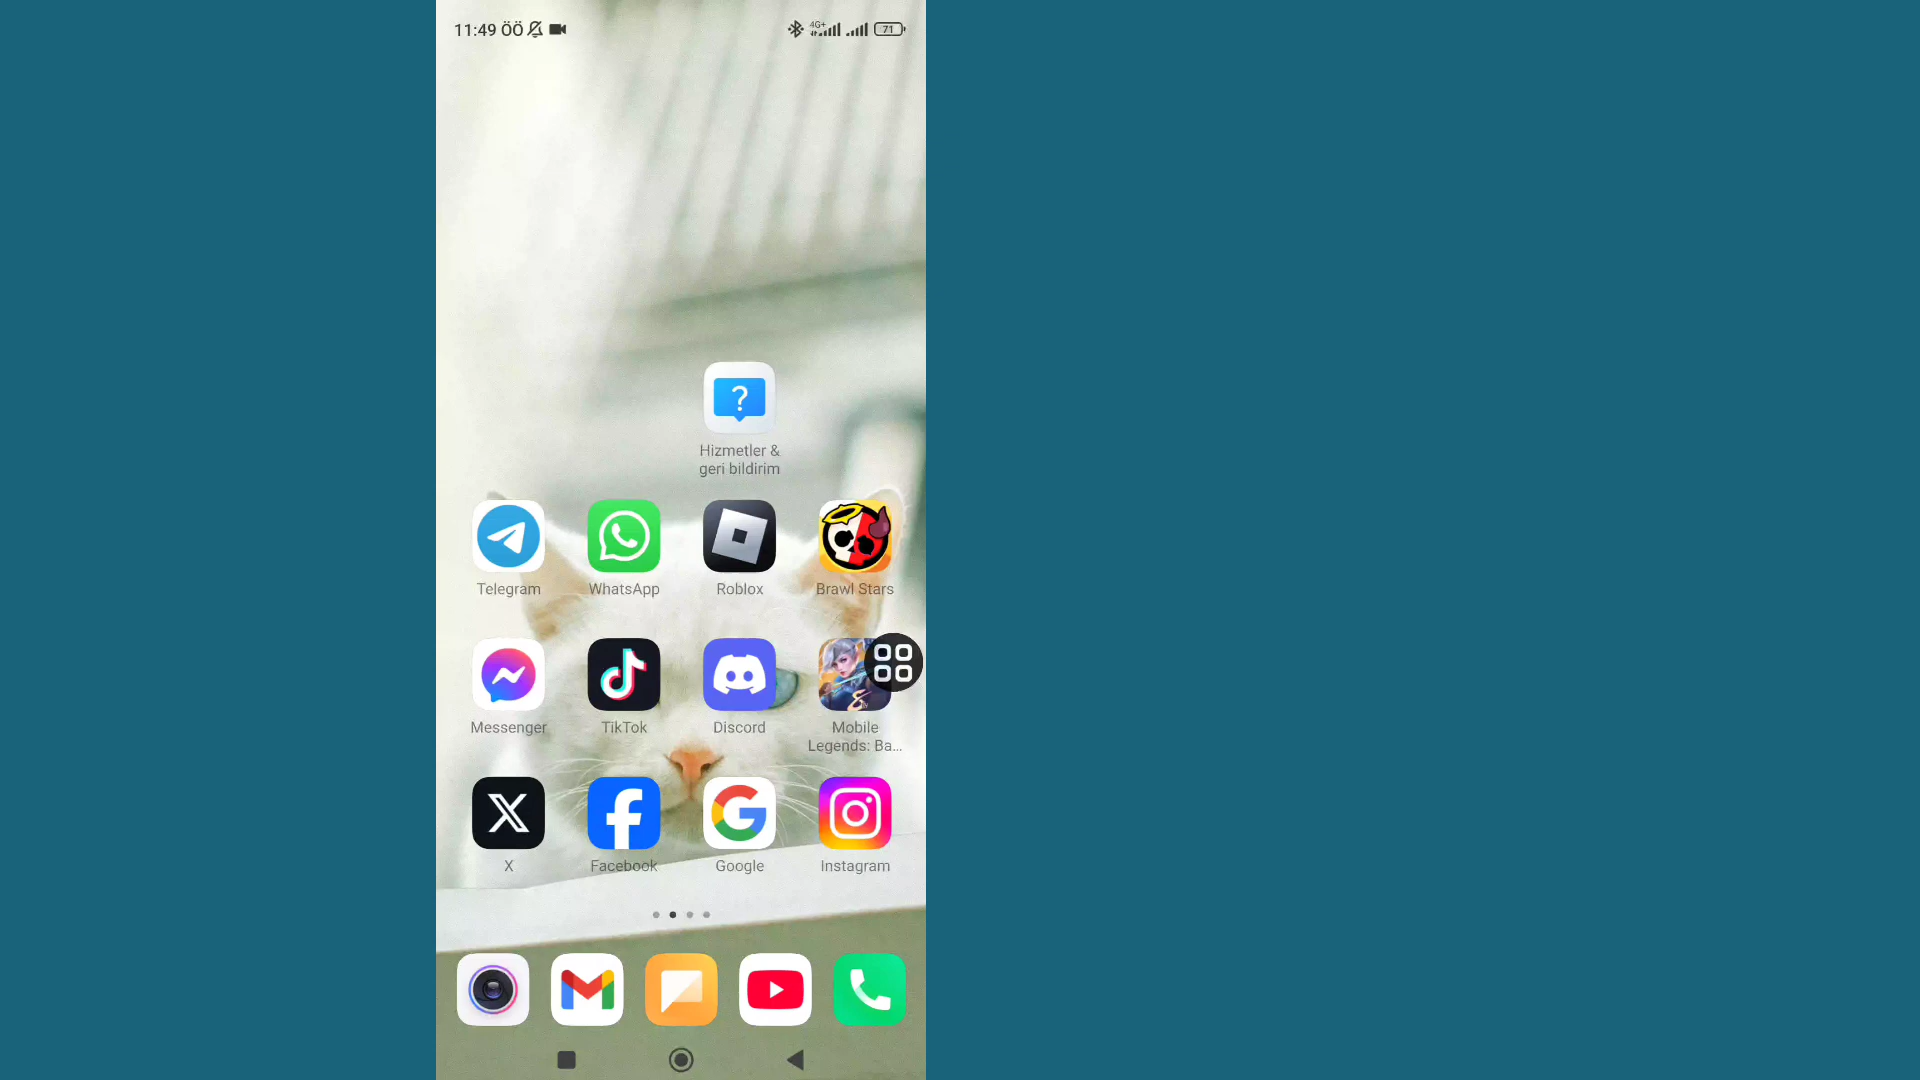 11:49 ÖÖ
4G+
71
?
Hizmetler &
geri bildirim
Telegram
WhatsApp
Roblox
Brawl Stars
Messenger
TikTok
Discord
Mobile
Legends: Ba...
X
Facebook
Google
Instagram